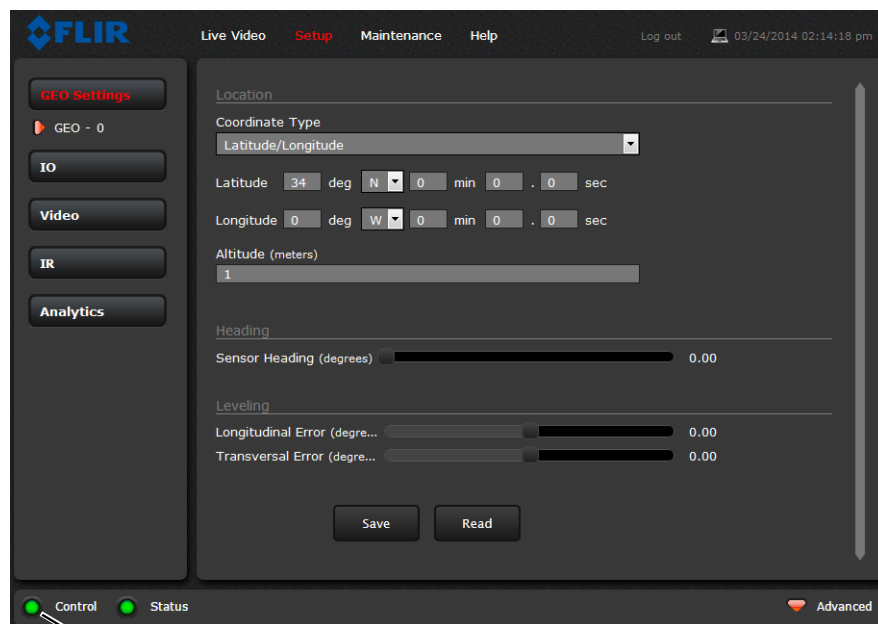 FLIR
Live Video Setup Maintenance Help Log out 03/24/2014 02:14:18 pm
GEO Settings
GEO - 0
IO
Video
IR
Analytics
Location
Coordinate Type
Latitude/Longitude
Latitude 34 deg N 0 min 0 . 0 sec
Longitude 0 deg W 0 min 0 . 0 sec
Altitude (meters)
1
Heading
Sensor Heading (degrees) 0.00
Leveling
Longitudinal Error (degre... 0.00
Transversal Error (degre... 0.00
Save Read
Control Status Advanced